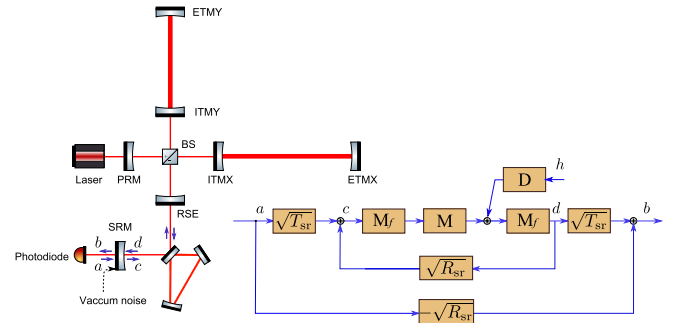 ETMY
ITMY
BS
Laser
PRM
ITMX
ETMX
RSE
SRM
b
d
Photodiode
a
c
Vaccum noise
h
D
a
√T_sr
c
M_f
M
M_f
d
√T_sr
b
√R_sr
−√R_sr